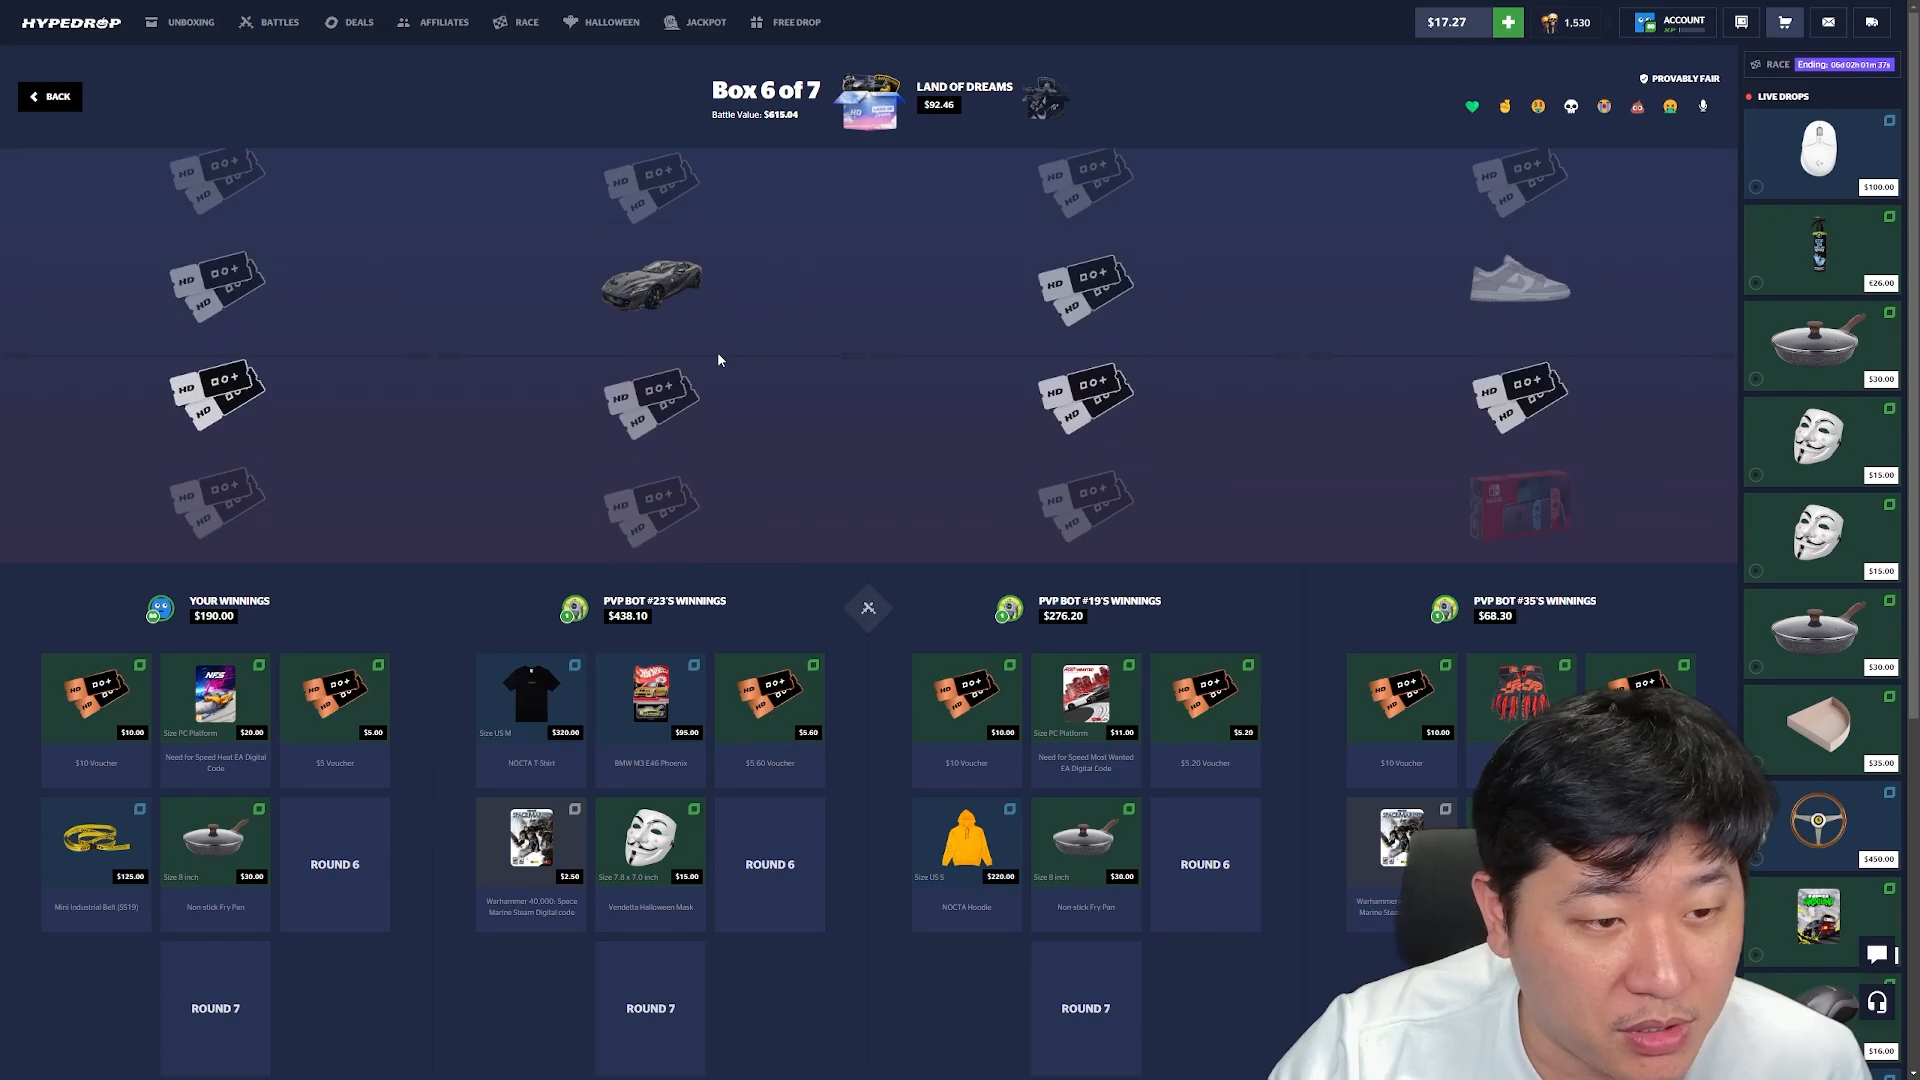 HYPEDROP
UNBOXING
BATTLES
DEALS
AFFILIATES
RACE
HALLOWEEN
JACKPOT
FREE DROP
$17.27
1,530
ACCOUNT
XP
BACK
Box 6 of 7
Battle Value: $615.04
LAND OF DREAMS
$92.46
PROVABLY FAIR
RACE
Ending: 06d 02h 01m 37s
LIVE DROPS
$100.00
€26.00
$30.00
$15.00
$15.00
$30.00
$35.00
$450.00
$16.00
YOUR WINNINGS
$190.00
$10.00
$10 Voucher
Size PC Platform
$20.00
Need for Speed Heat EA Digital
Code
$5.00
$5 Voucher
$125.00
Mini Industrial Belt (SS19)
Size 8 inch
$30.00
Non-stick Fry Pan
ROUND 6
ROUND 7
PVP BOT #23'S WINNINGS
$438.10
Size US M
$320.00
NOCTA T-Shirt
$95.00
BMW M3 E46 Phoenix
$5.60
$5.60 Voucher
$2.50
Warhammer 40,000: Space
Marine Steam Digital code
Size 7.8 x 7.0 inch
$15.00
Vendetta Halloween Mask
ROUND 6
ROUND 7
PVP BOT #19'S WINNINGS
$276.20
$10.00
$10 Voucher
Size PC Platform
$11.00
Need for Speed Most Wanted
EA Digital Code
$5.20
$5.20 Voucher
Size US S
$220.00
NOCTA Hoodie
Size 8 inch
$30.00
Non-stick Fry Pan
ROUND 6
ROUND 7
PVP BOT #35'S WINNINGS
$68.30
$10.00
$10 Voucher
Warhammer
Marine Stea